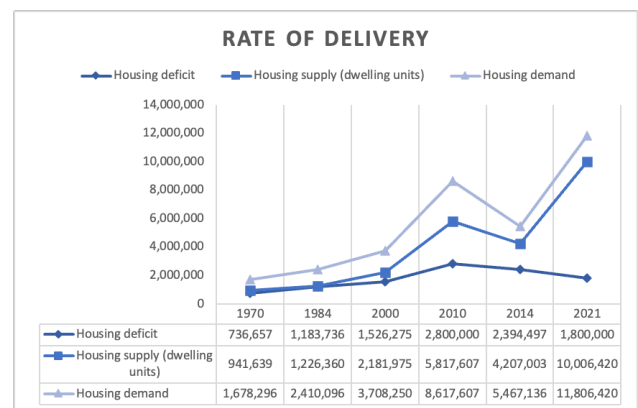 RATE OF DELIVERY
Housing deficit Housing supply (dwelling units) Housing demand
14,000,000
12,000,000
10,000,000
8,000,000
6,000,000
4,000,000
2,000,000
0
1970 1984 2000 2010 2014 2021
Housing deficit 736,657 1,183,736 1,526,275 2,800,000 2,394,497 1,800,000
Housing supply (dwelling
units) 941,639 1,226,360 2,181,975 5,817,607 4,207,003 10,006,420
Housing demand 1,678,296 2,410,096 3,708,250 8,617,607 5,467,136 11,806,420